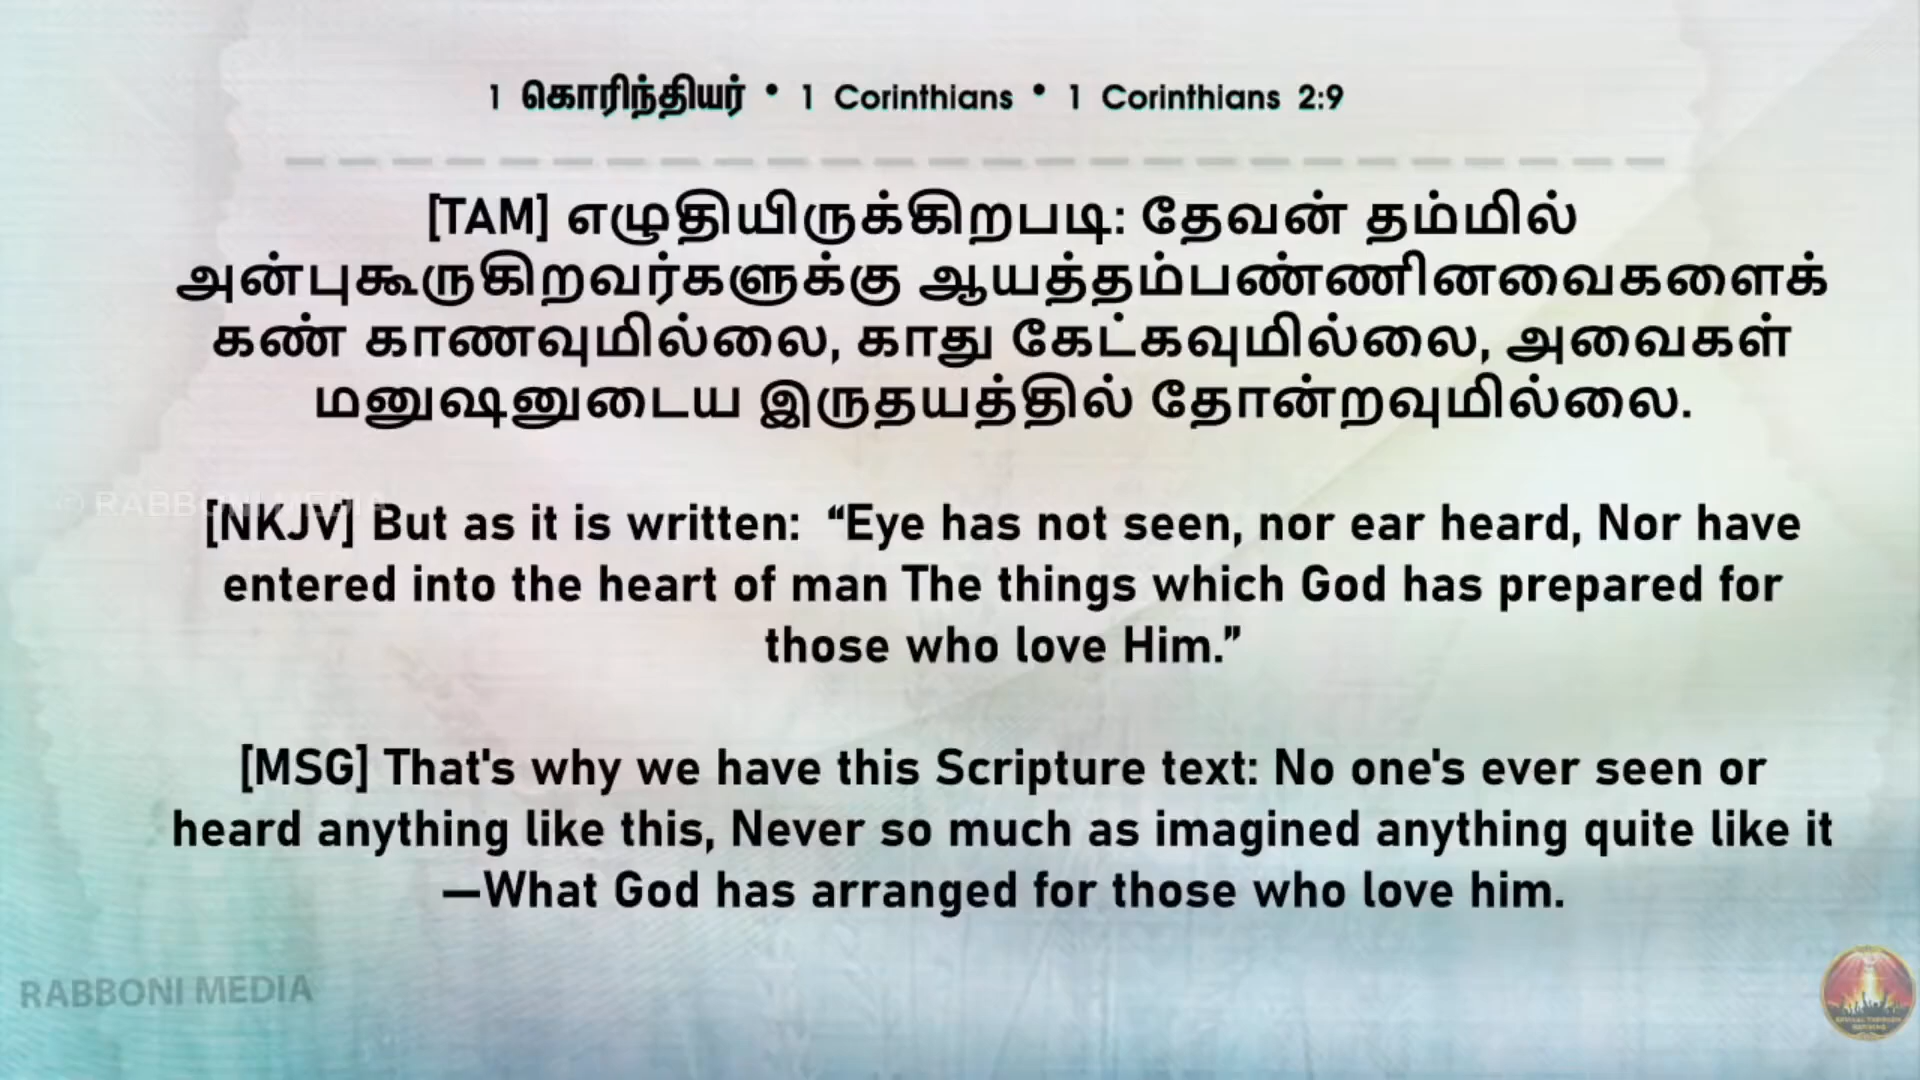 1 கொரிந்தியர் • 1 Corinthians • 1 Corinthians 2:9
[TAM] எழுதியிருக்கிறபடி: தேவன் தம்மில்
அன்புகூருகிறவர்களுக்கு ஆயத்தம்பண்ணினவைகளைக்
கண் காணவுமில்லை, காது கேட்கவுமில்லை, அவைகள்
மனுஷனுடைய இருதயத்தில் தோன்றவுமில்லை.
© RABBONI MEDIA
[NKJV] But as it is written:  “Eye has not seen, nor ear heard, Nor have
entered into the heart of man The things which God has prepared for
those who love Him.”
[MSG] That's why we have this Scripture text: No one's ever seen or
heard anything like this, Never so much as imagined anything quite like it
—What God has arranged for those who love him.
RABBONI MEDIA